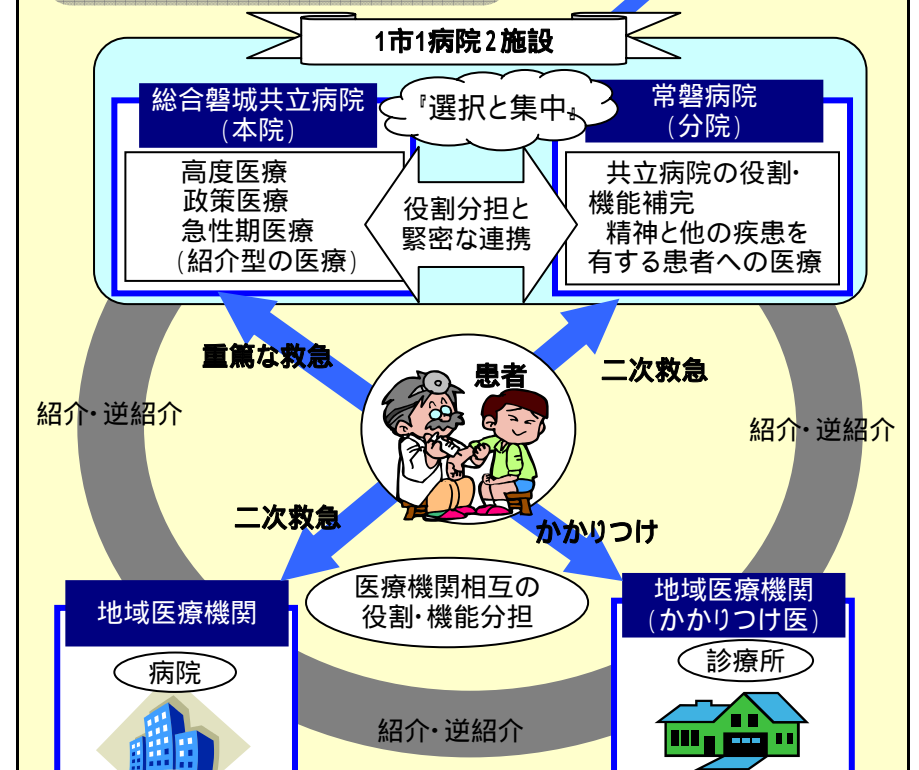 1市1病院2施設
総合磐城共立病院
(本院)
『選択と集中』
常磐病院
(分院)
高度医療
政策医療
急性期医療
(紹介型の医療)
役割分担と
緊密な連携
共立病院の役割・
機能補完
精神と他の疾患を
有する患者への医療
重篤な救急
患者
二次救急
紹介・逆紹介
紹介・逆紹介
二次救急
かかりつけ
医療機関相互の
役割・機能分担
地域医療機関
地域医療機関
(かかりつけ医)
病院
診療所
紹介・逆紹介